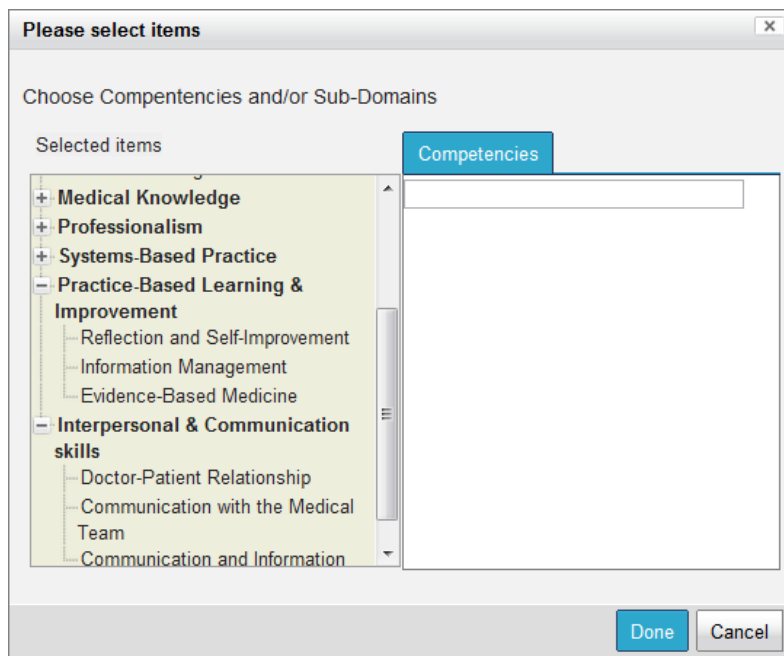 Please select items
Choose Compentencies and/or Sub-Domains
Selected items
Competencies
Medical Knowledge
Professionalism
Systems-Based Practice
Practice-Based Learning &
Improvement
Reflection and Self-Improvement
Information Management
Evidence-Based Medicine
Interpersonal & Communication
skills
Doctor-Patient Relationship
Communication with the Medical
Team
Communication and Information
Done
Cancel